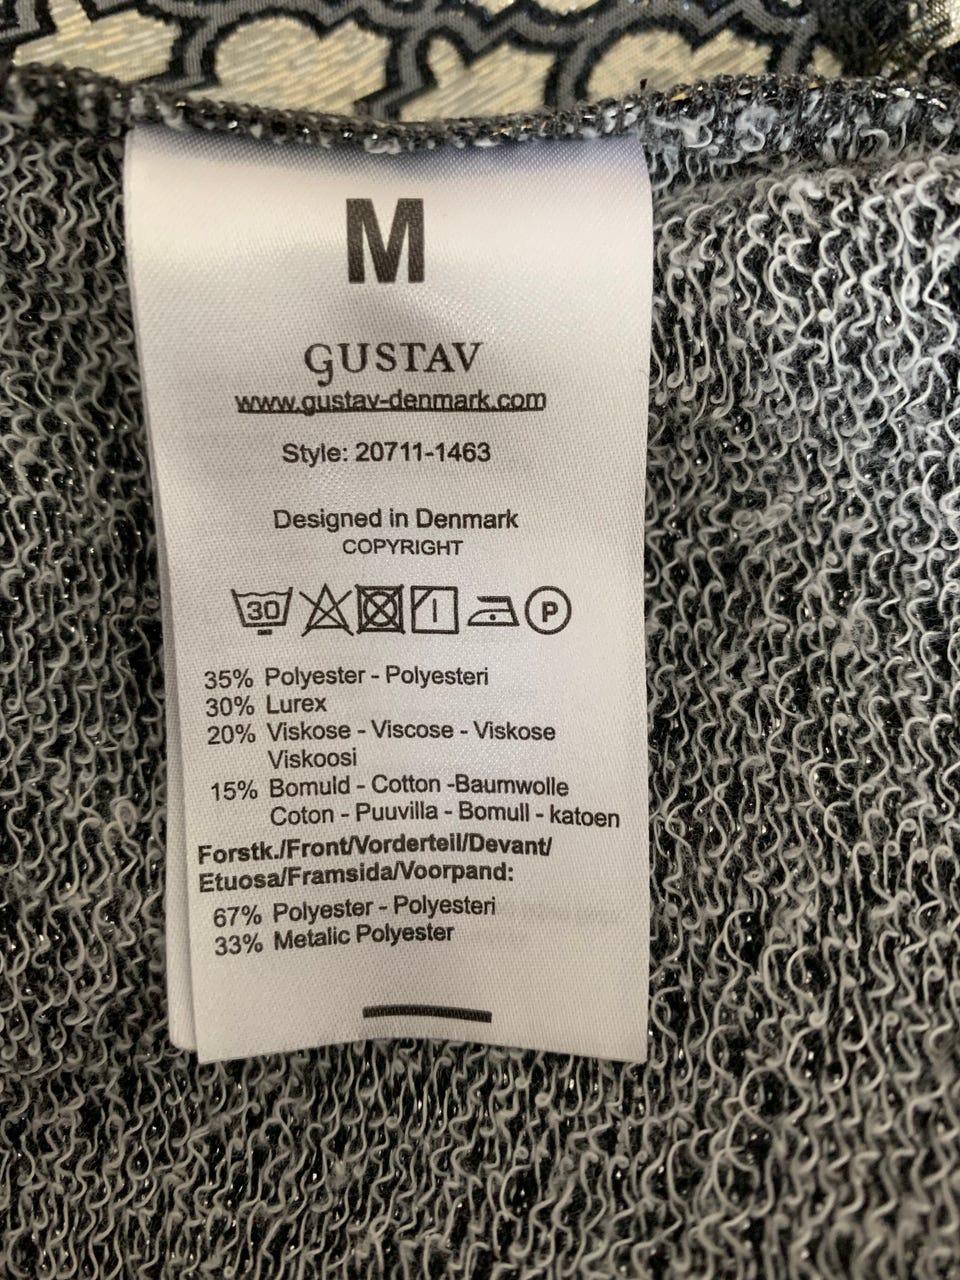 M
GUSTAV
www.gustav-denmark.com
Style: 20711-1463
Designed in Denmark
COPYRIGHT
30 P
35% Polyester - Polyesteri
30% Lurex
20% Viskose - Viscose - Viskose
Viskoosi
15% Bomuld - Cotton -Baumwolle
Coton - Puuvilla - Bomull - katoen
Forstk./Front/Vorderteil/Devant/
Etuosa/Framsida/Voorpand:
67% Polyester - Polyesteri
33% Metalic Polyester